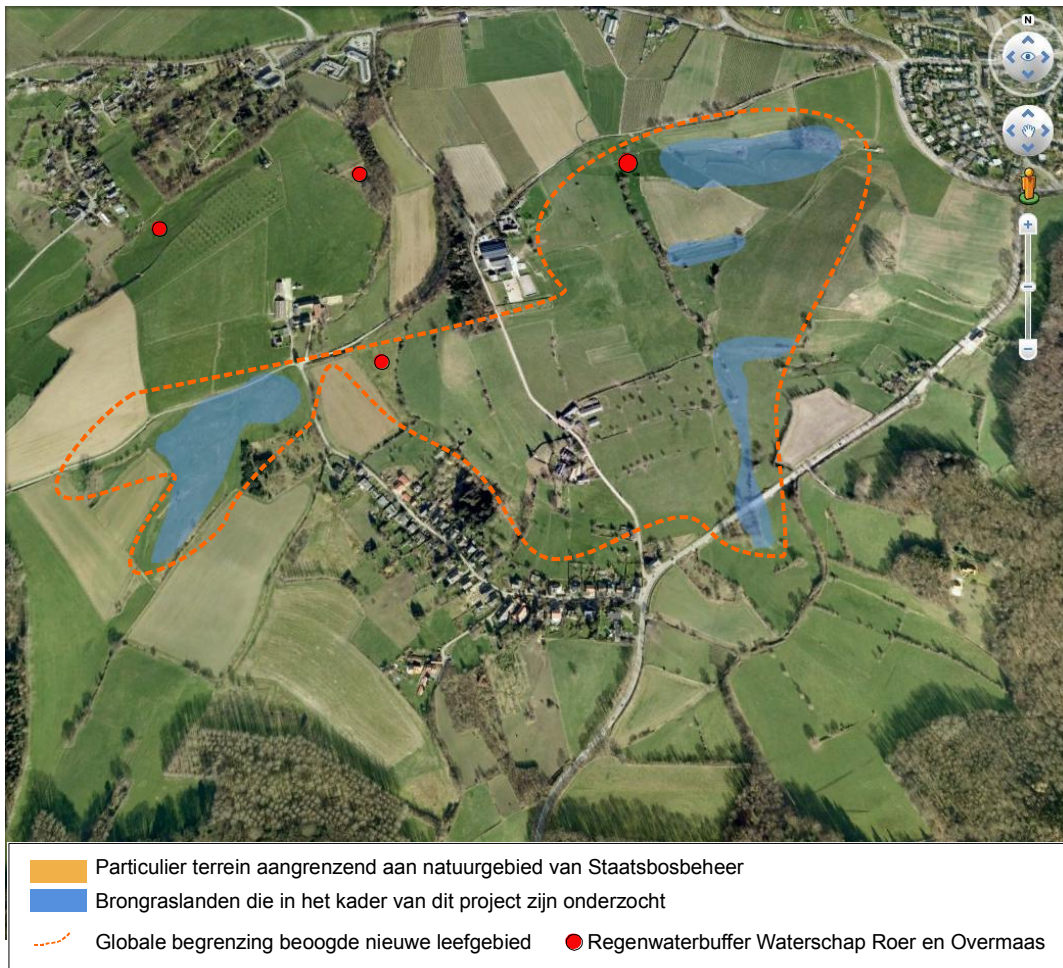 N
+
−
Particulier terrein aangrenzend aan natuurgebied van Staatsbosbeheer
Brongraslanden die in het kader van dit project zijn onderzocht
Globale begrenzing beoogde nieuwe leefgebied Regenwaterbuffer Waterschap Roer en Overmaas